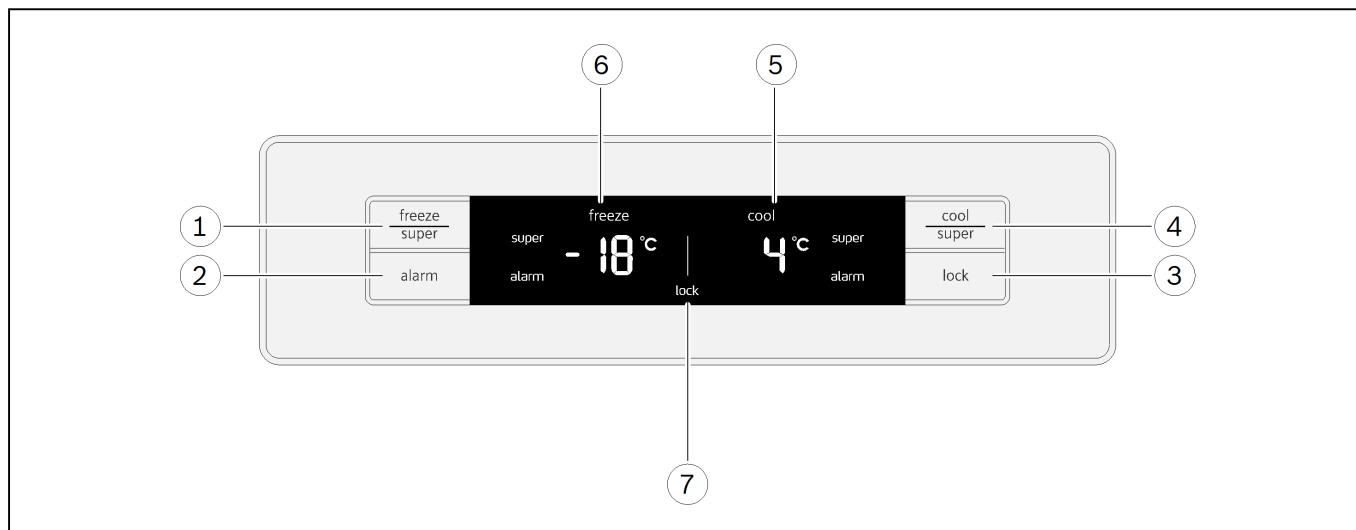 6 5
1 freeze
super
2 alarm
freeze
super -18 °C
alarm
cool
4 °C super
alarm
lock
cool
super 4
lock 3
7